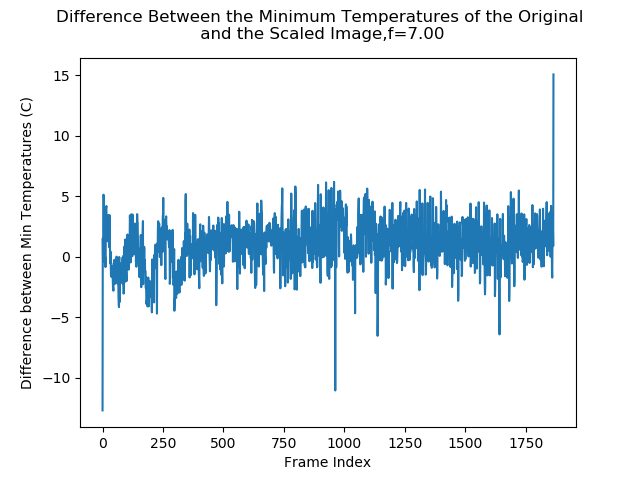 Difference Between the Minimum Temperatures of the Original
and the Scaled Image,f=7.00
15
10
5
0
−5
−10
Difference between Min Temperatures (C)
0 250 500 750 1000 1250 1500 1750
Frame Index